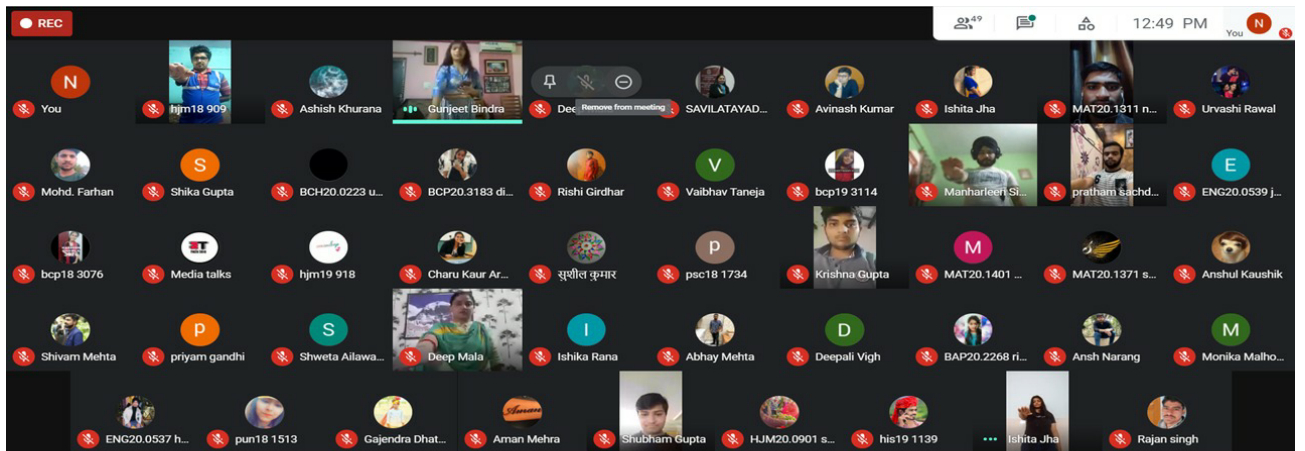 REC
49
12:49 PM
You
N
N
You
hjm18 909
Ashish Khurana
Gunjeet Bindra
Dee
Remove from meeting
SAVILATAYAD...
Avinash Kumar
Ishita Jha
MAT20.1311 n...
Urvashi Rawal
Mohd. Farhan
S
Shika Gupta
BCH20.0223 u...
BCP20.3183 di...
Rishi Girdhar
V
Vaibhav Taneja
bcp19 3114
Manharleen Si...
pratham sachd...
E
ENG20.0539 j...
bcp18 3076
Media talks
hjm19 918
Charu Kaur Ar...
सुशील कुमार
p
psc18 1734
Krishna Gupta
M
MAT20.1401 ...
MAT20.1371 s...
Anshul Kaushik
Shivam Mehta
p
priyam gandhi
S
Shweta Ailawa...
Deep Mala
I
Ishika Rana
Abhay Mehta
D
Deepali Vigh
BAP20.2268 ri...
Ansh Narang
M
Monika Malho...
ENG20.0537 h...
pun18 1513
Gajendra Dhat...
Aman
Aman Mehra
Shubham Gupta
HJM20.0901 s...
his19 1139
Ishita Jha
Rajan singh